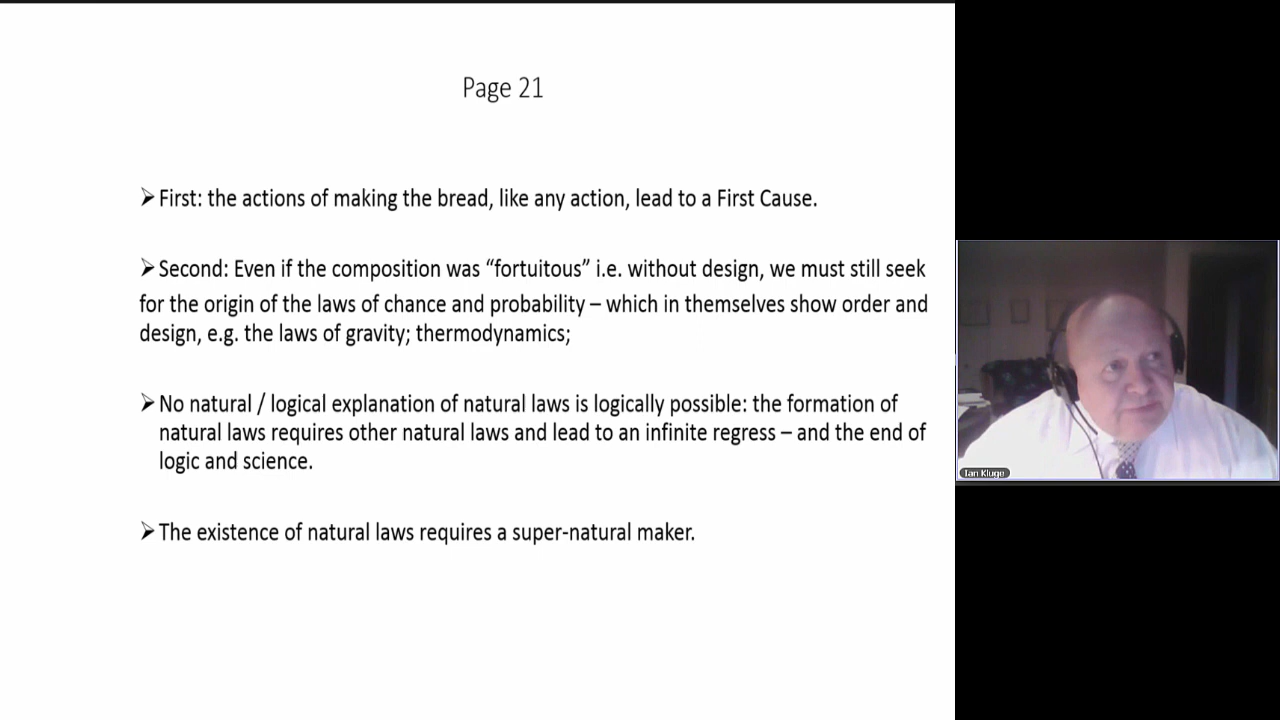 Page 21
➢First: the actions of making the bread, like any action, lead to a First Cause.
➢Second: Even if the composition was “fortuitous” i.e. without design, we must still seek
for the origin of the laws of chance and probability – which in themselves show order and
design, e.g. the laws of gravity; thermodynamics;
➢No natural / logical explanation of natural laws is logically possible: the formation of
natural laws requires other natural laws and lead to an infinite regress – and the end of
logic and science.
➢The existence of natural laws requires a super-natural maker.
Ian Kluge